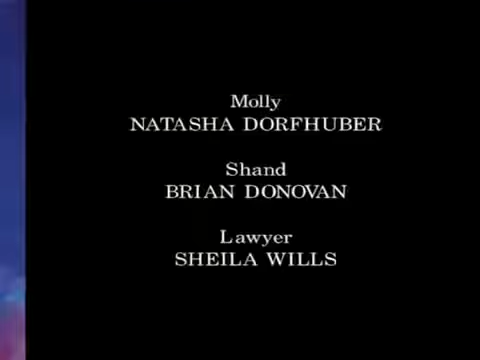 Molly
NATASHA DORFHUBER
Shand
BRIAN DONOVAN
Lawyer
SHEILA WILLS